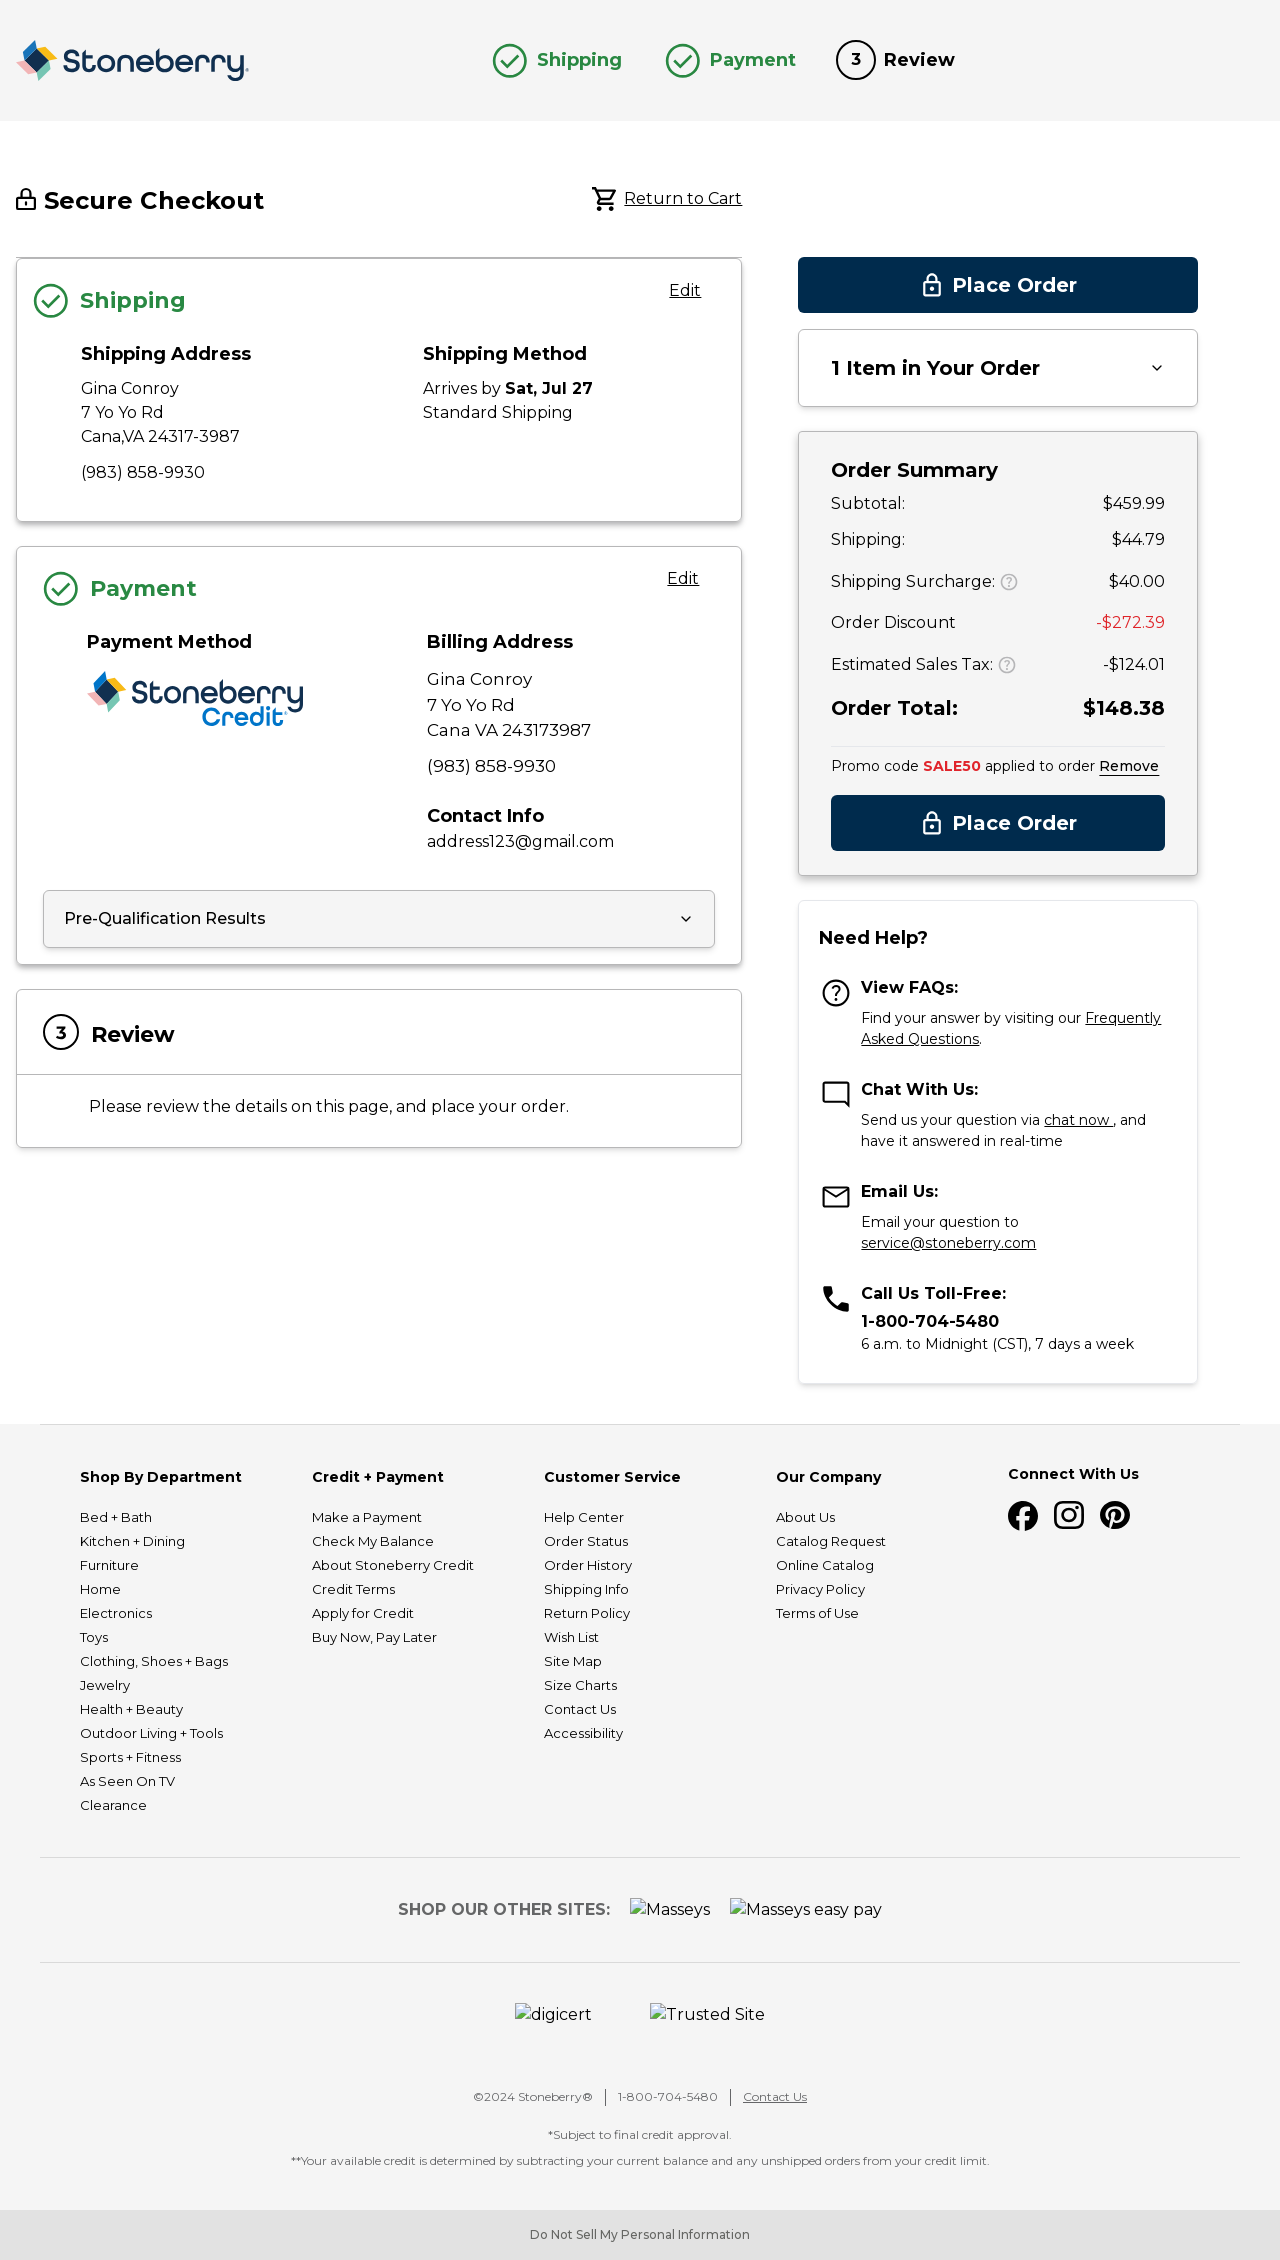 Stoneberry®
Shipping
Payment
3 Review
Secure Checkout
Return to Cart
Shipping
Edit
Shipping Address
Gina Conroy
7 Yo Yo Rd
Cana,VA 24317-3987
(983) 858-9930
Shipping Method
Arrives by Sat, Jul 27
Standard Shipping
Payment
Edit
Payment Method
Stoneberry
Credit
Billing Address
Gina Conroy
7 Yo Yo Rd
Cana VA 243173987
(983) 858-9930
Contact Info
address123@gmail.com
Pre-Qualification Results
3 Review
Please review the details on this page, and place your order.
Place Order
1 Item in Your Order
Order Summary
Subtotal: $459.99
Shipping: $44.79
Shipping Surcharge: ? $40.00
Order Discount -$272.39
Estimated Sales Tax: ? -$124.01
Order Total: $148.38
Promo code SALE50 applied to order Remove
Place Order
Need Help?
View FAQs:
Find your answer by visiting our Frequently
Asked Questions.
Chat With Us:
Send us your question via chat now , and
have it answered in real-time
Email Us:
Email your question to
service@stoneberry.com
Call Us Toll-Free:
1-800-704-5480
6 a.m. to Midnight (CST), 7 days a week
Shop By Department
Bed + Bath
Kitchen + Dining
Furniture
Home
Electronics
Toys
Clothing, Shoes + Bags
Jewelry
Health + Beauty
Outdoor Living + Tools
Sports + Fitness
As Seen On TV
Clearance
Credit + Payment
Make a Payment
Check My Balance
About Stoneberry Credit
Credit Terms
Apply for Credit
Buy Now, Pay Later
Customer Service
Help Center
Order Status
Order History
Shipping Info
Return Policy
Wish List
Site Map
Size Charts
Contact Us
Accessibility
Our Company
About Us
Catalog Request
Online Catalog
Privacy Policy
Terms of Use
Connect With Us
SHOP OUR OTHER SITES: Masseys Masseys easy pay
digicert Trusted Site
©2024 Stoneberry® | 1-800-704-5480 | Contact Us
*Subject to final credit approval.
**Your available credit is determined by subtracting your current balance and any unshipped orders from your credit limit.
Do Not Sell My Personal Information